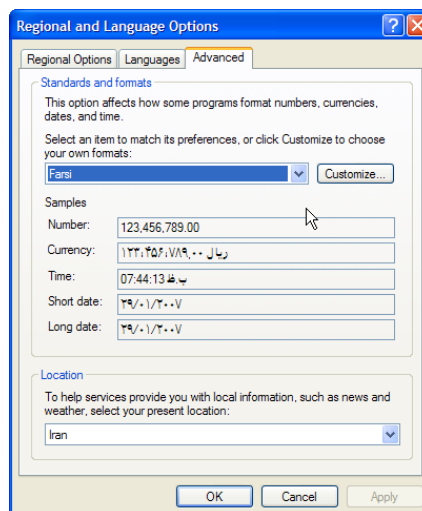 Regional and Language Options
Regional Options Languages Advanced
Standards and formats
This option affects how some programs format numbers, currencies,
dates, and time.
Select an item to match its preferences, or click Customize to choose
your own formats:
Farsi Customize...
Samples
Number: 123,456,789.00
Currency: ريال ۱۲۳،۴۵۶،۷۸۹,۰۰
Time: 07:44:13 ب.ظ
Short date: ۲۹/۰۱/۲۰۰۷
Long date: ۲۹/۰۱/۲۰۰۷
Location
To help services provide you with local information, such as news and
weather, select your present location:
Iran
OK Cancel Apply